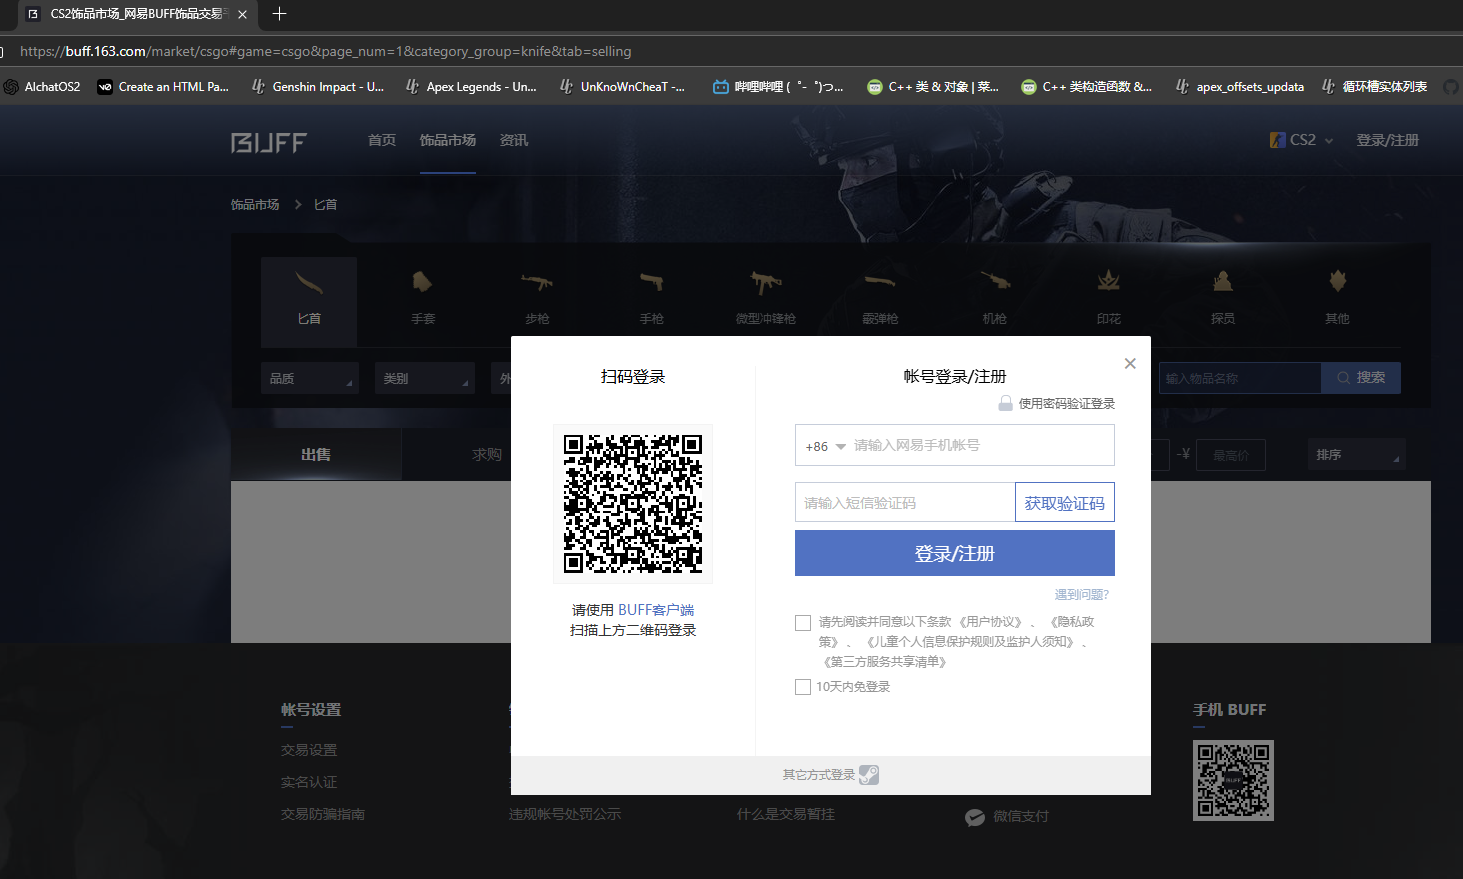 CS2饰品市场_网易BUFF饰品交易
https://buff.163.com/market/csgo#game=csgo&page_num=1&category_group=knife&tab=selling
AIchatOS2
Create an HTML Pa...
Genshin Impact - U...
Apex Legends - Un...
UnKnoWnCheaT -...
哔哩哔哩 (゜-゜)つ...
C++ 类 & 对象 | 菜...
C++ 类构造函数 &...
apex_offsets_updata
循环槽实体列表
BUFF
首页
饰品市场
资讯
CS2
登录/注册
饰品市场
匕首
匕首
手套
步枪
手枪
微型冲锋枪
霰弹枪
机枪
印花
探员
其他
品质
类别
外
输入物品名称
搜索
出售
求购
-¥
最高价
排序
扫码登录
请使用 BUFF客户端
扫描上方二维码登录
帐号登录/注册
使用密码验证登录
+86
请输入网易手机帐号
请输入短信验证码
获取验证码
登录/注册
遇到问题?
请先阅读并同意以下条款 《用户协议》 、 《隐私政
策》 、 《儿童个人信息保护规则及监护人须知》 、
《第三方服务共享清单》
10天内免登录
其它方式登录
帐号设置
交易设置
实名认证
交易防骗指南
违规帐号处罚公示
什么是交易暂挂
微信支付
手机 BUFF